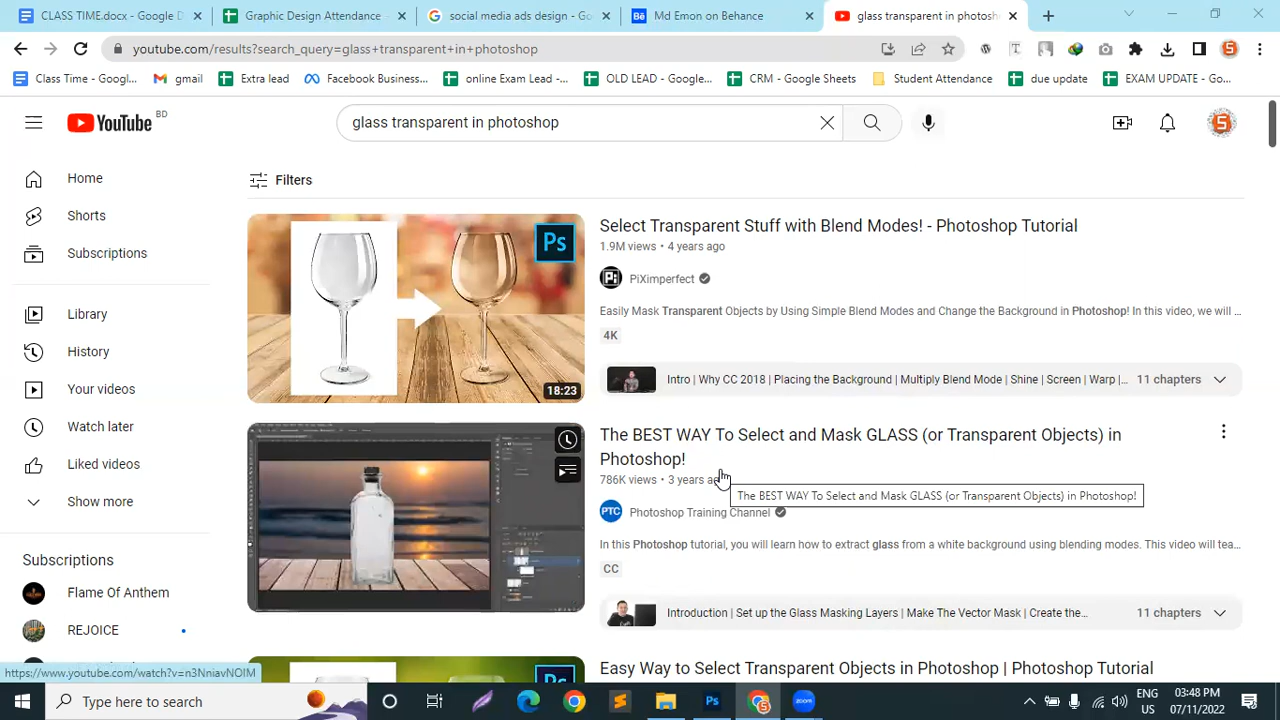 CLASS TIME.docx - Google D
Graphic Design Attendance -
social media ads design - Go
Bē
Md Emon on Behance
glass transparent in photosh
youtube.com/results?search_query=glass+transparent+in+photoshop
Class Time - Googl...
gmail
Extra lead
Facebook Business...
online Exam Lead -...
OLD LEAD - Google...
CRM - Google Sheets
Student Attendance
due update
EXAM UPDATE - Go...
YouTube BD
glass transparent in photoshop
Home
Shorts
Subscriptions
Library
History
Your videos
Watch later
Liked videos
Show more
Subscriptions
Flame Of Anthem
REJOICE
Filters
Ps
18:23
Select Transparent Stuff with Blend Modes! - Photoshop Tutorial
1.9M views • 4 years ago
Pi
PiXimperfect
Easily Mask Transparent Objects by Using Simple Blend Modes and Change the Background in Photoshop! In this video, we will ...
4K
Intro | Why CC 2018 | Placing the Background | Multiply Blend Mode | Shine | Screen | Warp |...
11 chapters
The BEST WAY To Select and Mask GLASS (or Transparent Objects) in
Photoshop!
786K views • 3 years
The BEST WAY To Select and Mask GLASS (or Transparent Objects) in Photoshop!
PTC
Photoshop Training Channel
In this Photoshop tutorial, you will learn how to extract glass from a white background using blending modes. This video will tea...
CC
Introduction | Set up the Glass Masking Layers | Make The Vector Mask | Create the...
11 chapters
Easy Way to Select Transparent Objects in Photoshop | Photoshop Tutorial
https://www.youtube.com/watch?v=n3NniavNOIM
Type here to search
Ps
zoom
ENG
US
03:48 PM
07/11/2022